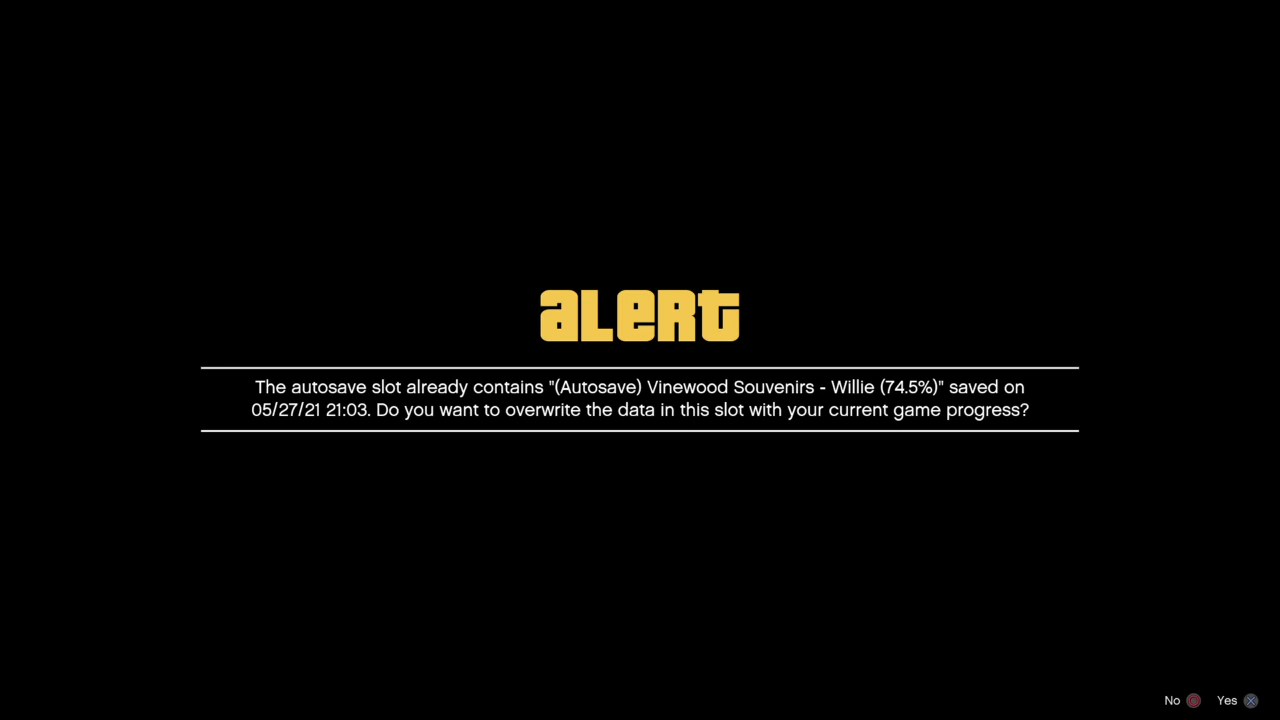 aLeRt
The autosave slot already contains "(Autosave) Vinewood Souvenirs - Willie (74.5%)" saved on
05/27/21 21:03. Do you want to overwrite the data in this slot with your current game progress?
No Yes